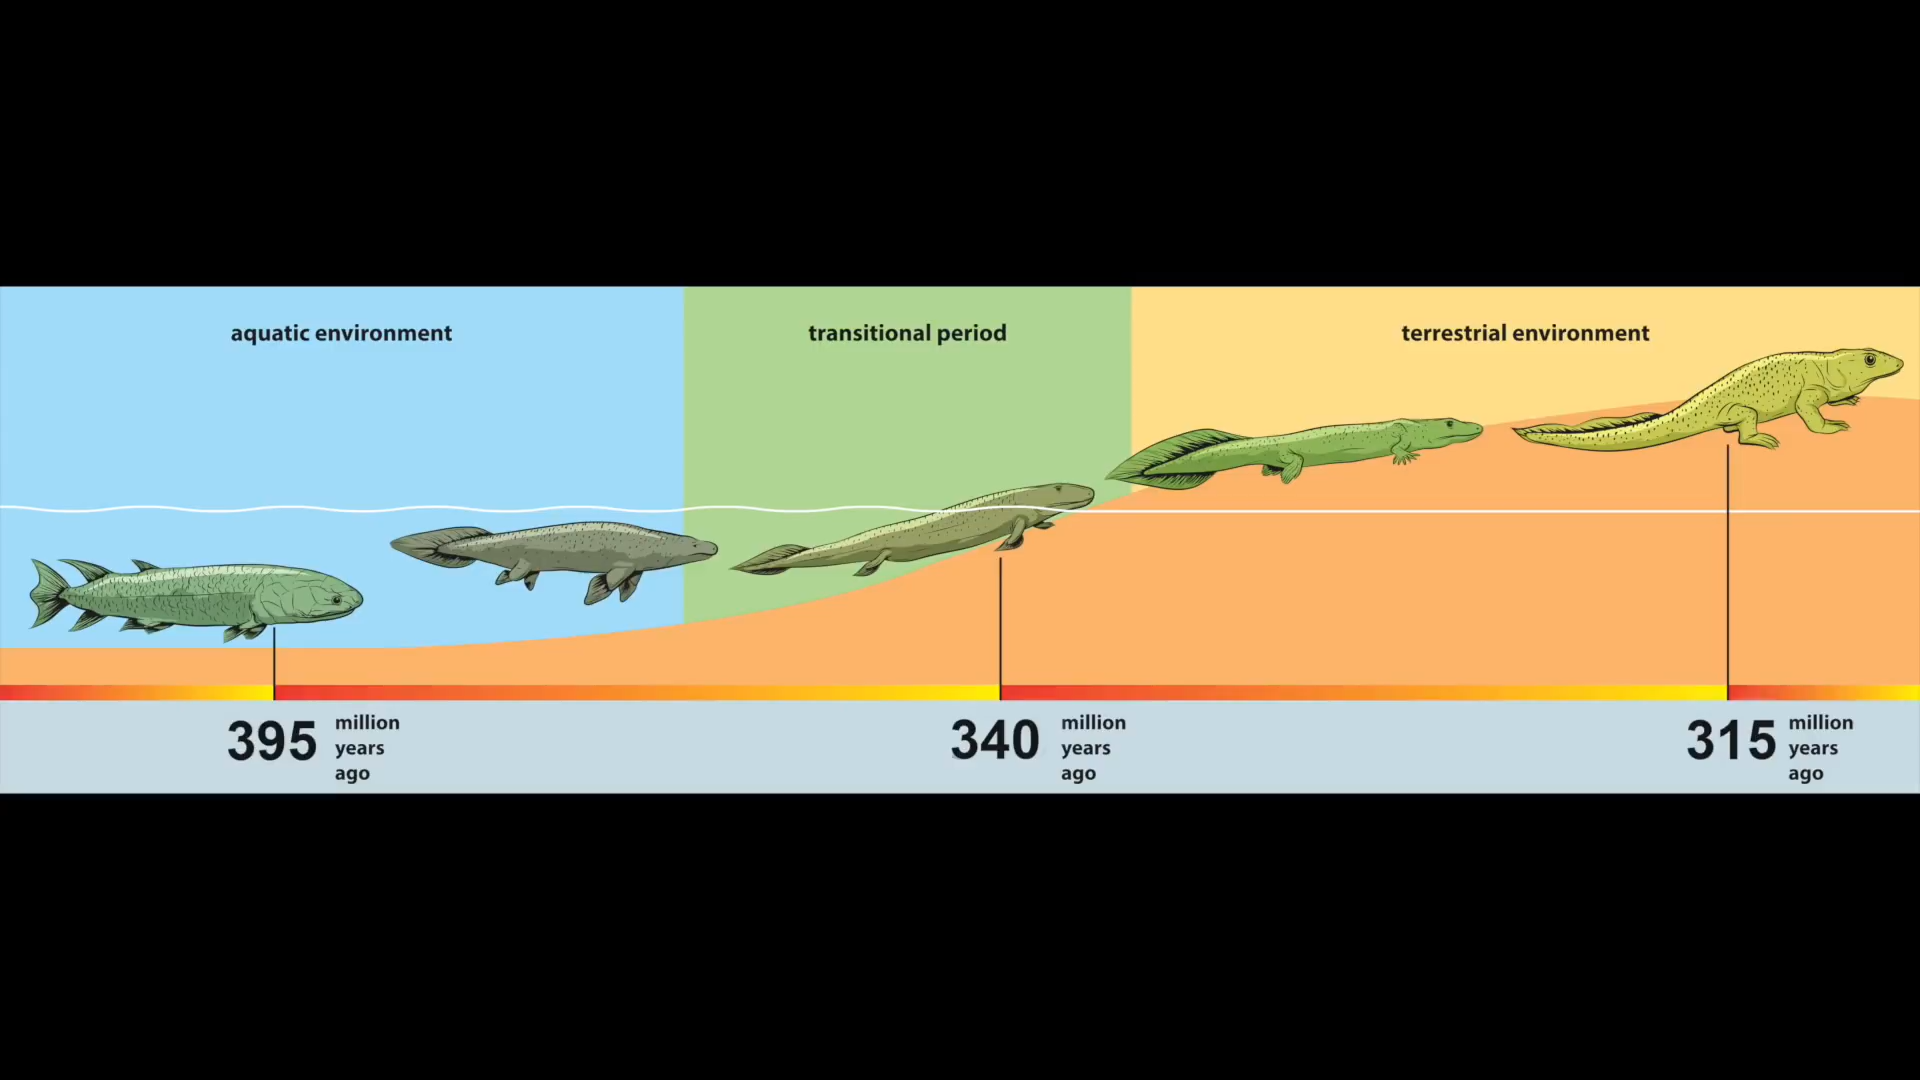 aquatic environment
transitional period
terrestrial environment
395 million
years
ago
340 million
years
ago
315 million
years
ago